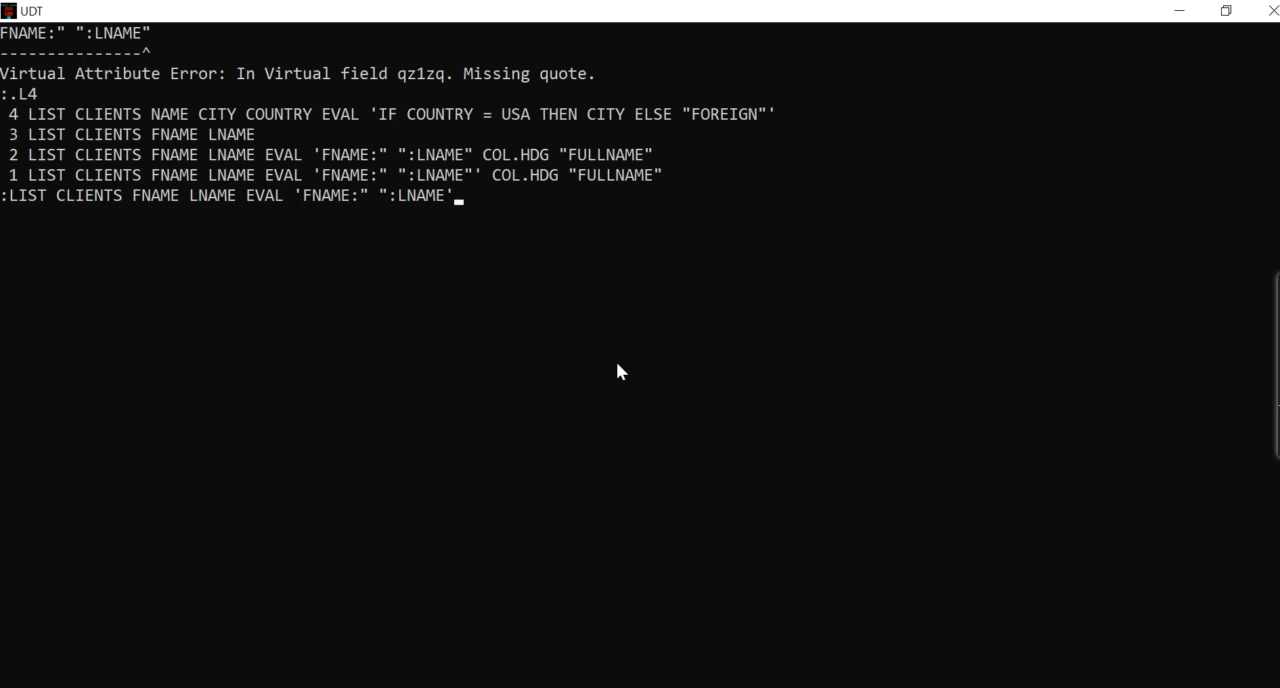 UDT
FNAME:" ":LNAME"
---------------^
Virtual Attribute Error: In Virtual field qz1zq. Missing quote.
:.L4
 4 LIST CLIENTS NAME CITY COUNTRY EVAL 'IF COUNTRY = USA THEN CITY ELSE "FOREIGN"'
 3 LIST CLIENTS FNAME LNAME
 2 LIST CLIENTS FNAME LNAME EVAL 'FNAME:" ":LNAME" COL.HDG "FULLNAME"
 1 LIST CLIENTS FNAME LNAME EVAL 'FNAME:" ":LNAME"' COL.HDG "FULLNAME"
:LIST CLIENTS FNAME LNAME EVAL 'FNAME:" ":LNAME'